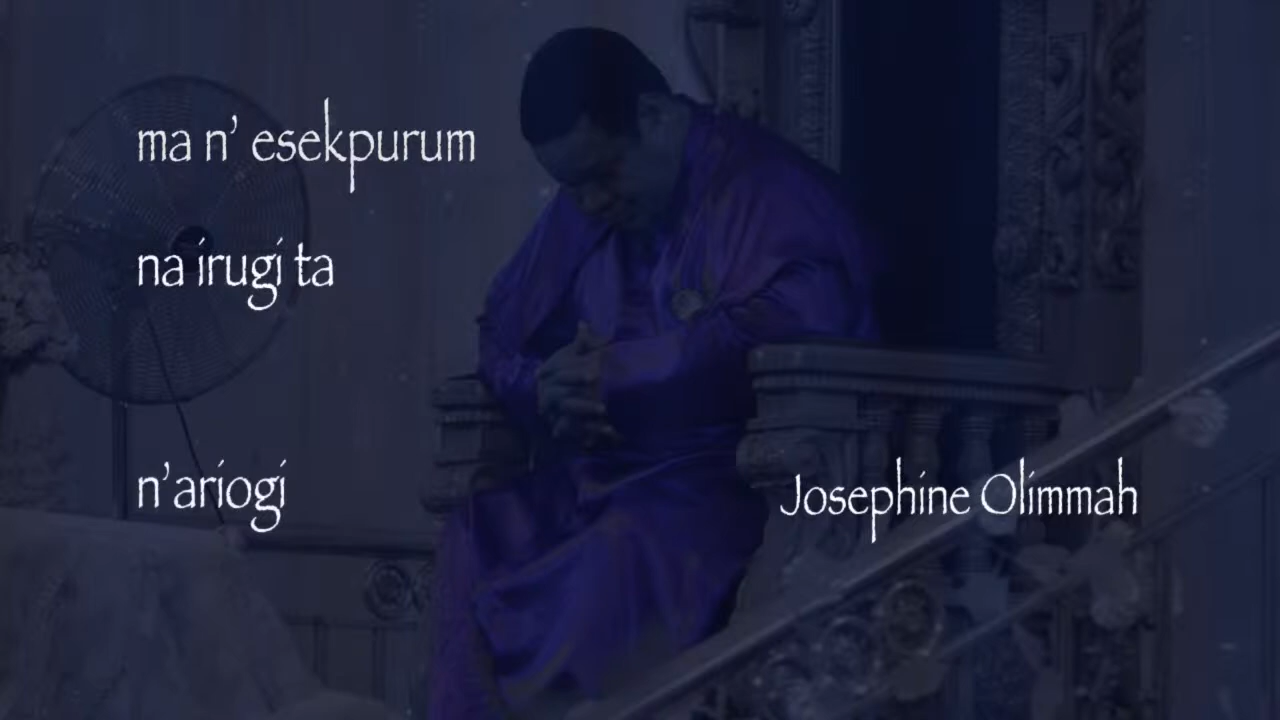 ma n’ esekpurum
na irugi ta
n’ariogi
Josephine Olimmah